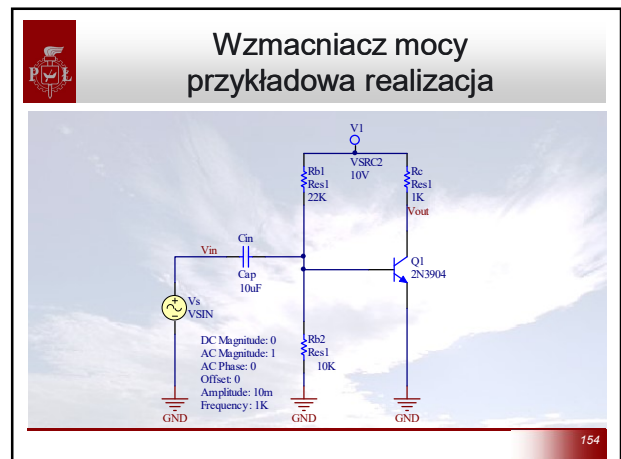 Wzmacniacz mocy
przykładowa realizacja
P Ł
V1
VSRC2
10V
Rb1
Res1
22K
Rc
Res1
1K
Vout
Cin
Vin
Cap
10uF
Q1
2N3904
Vs
VSIN
DC Magnitude: 0
AC Magnitude: 1
AC Phase: 0
Offset: 0
Amplitude: 10m
Frequency: 1K
Rb2
Res1
10K
GND
GND
GND
154